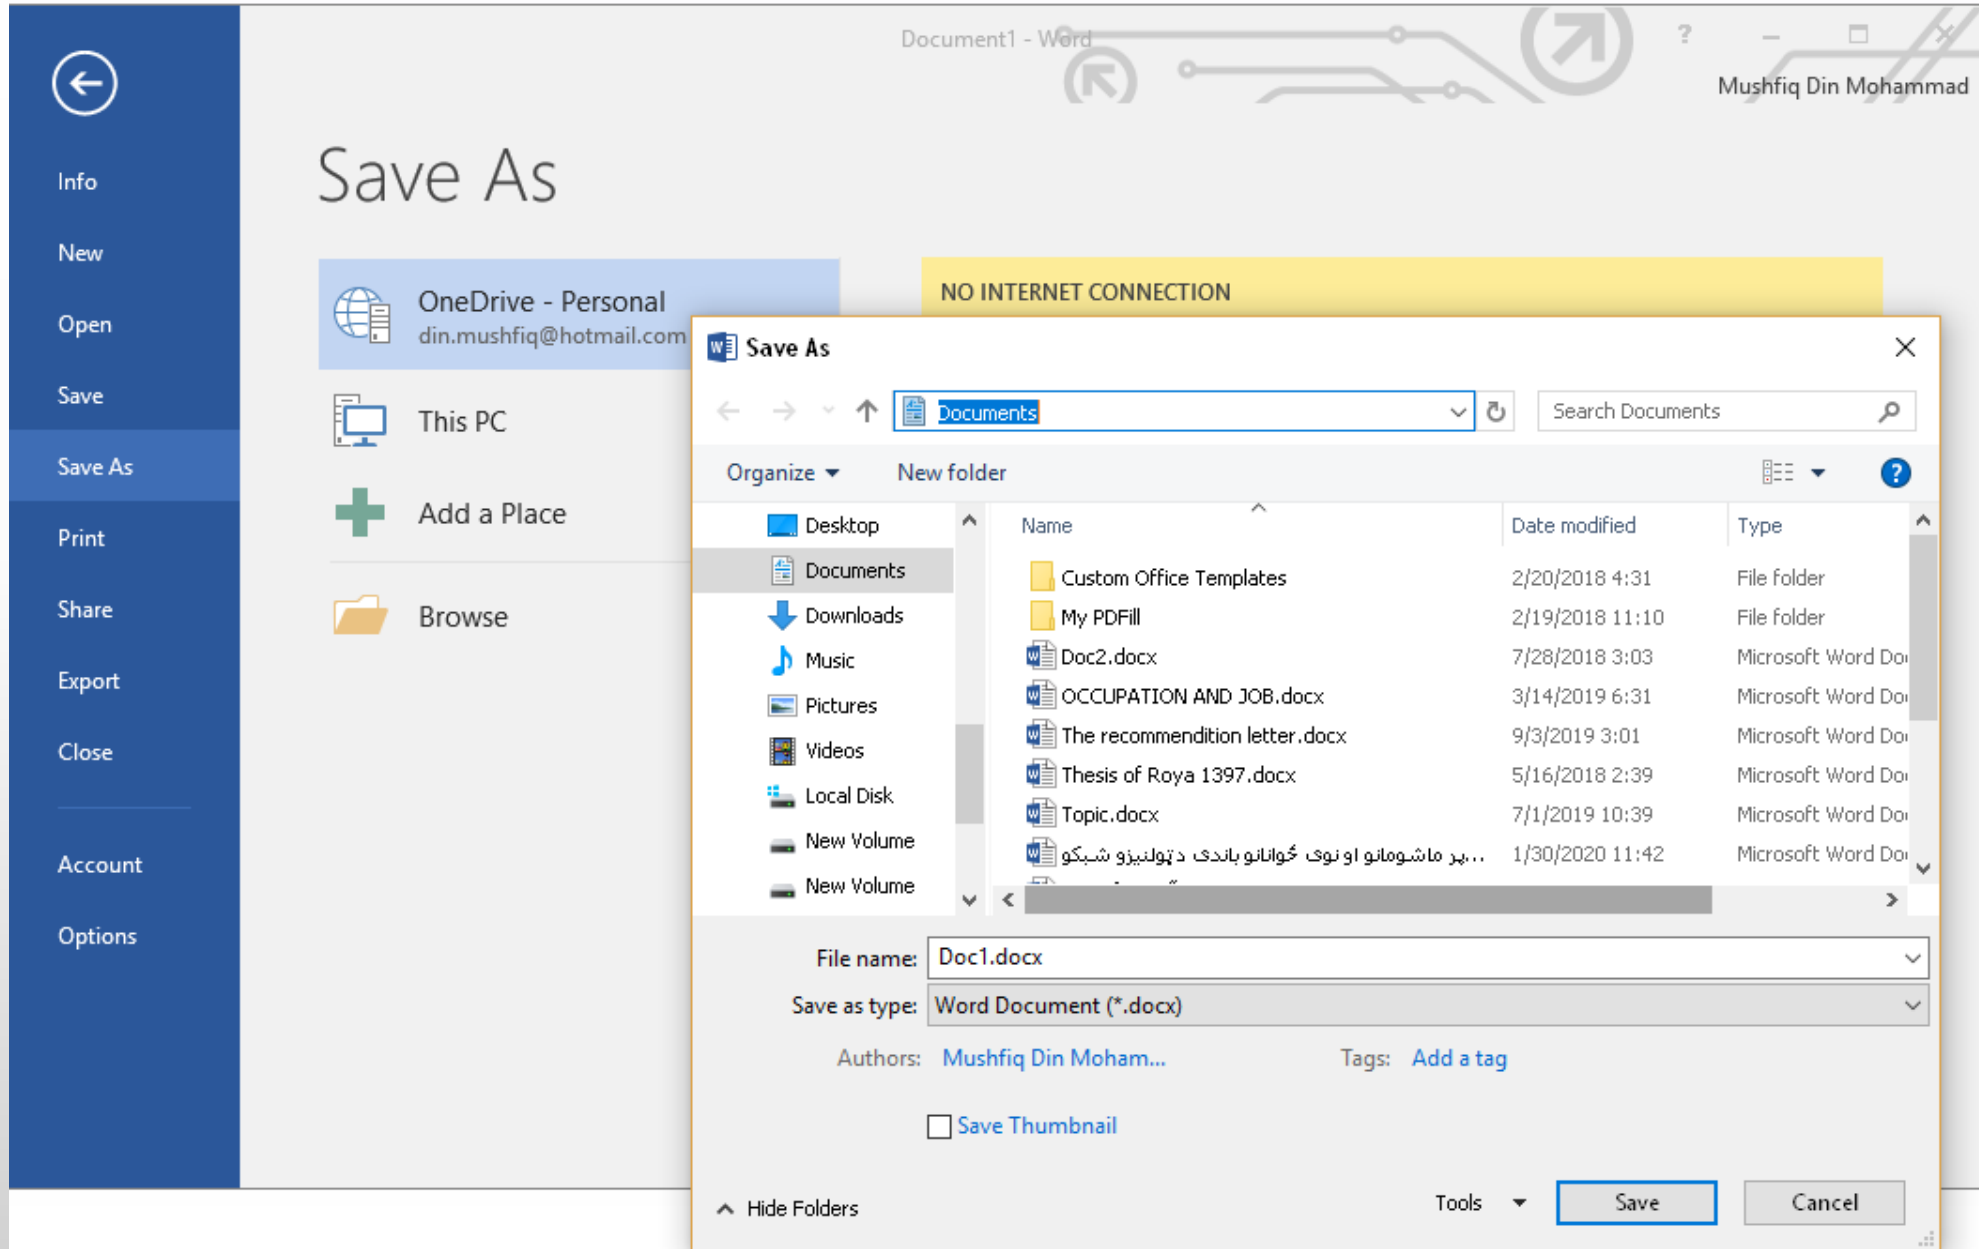 Document1 - Word
?
Mushfiq Din Mohammad
Info
New
Open
Save
Save As
Print
Share
Export
Close
Account
Options
Save As
OneDrive - Personal
din.mushfiq@hotmail.com
This PC
Add a Place
Browse
NO INTERNET CONNECTION
Save As
Documents
Search Documents
Organize
New folder
?
Desktop
Documents
Downloads
Music
Pictures
Videos
Local Disk
New Volume
New Volume
Name Date modified Type
Custom Office Templates 2/20/2018 4:31 File folder
My PDFill 2/19/2018 11:10 File folder
Doc2.docx 7/28/2018 3:03 Microsoft Word Do
OCCUPATION AND JOB.docx 3/14/2019 6:31 Microsoft Word Do
The recommendition letter.docx 9/3/2019 3:01 Microsoft Word Do
Thesis of Roya 1397.docx 5/16/2018 2:39 Microsoft Word Do
Topic.docx 7/1/2019 10:39 Microsoft Word Do
پر ماشومانو او نوی ځوانانو باندی د ټولنیزو شبکو... 1/30/2020 11:42 Microsoft Word Do
File name: Doc1.docx
Save as type: Word Document (*.docx)
Authors: Mushfiq Din Moham... Tags: Add a tag
Save Thumbnail
Hide Folders
Tools
Save
Cancel